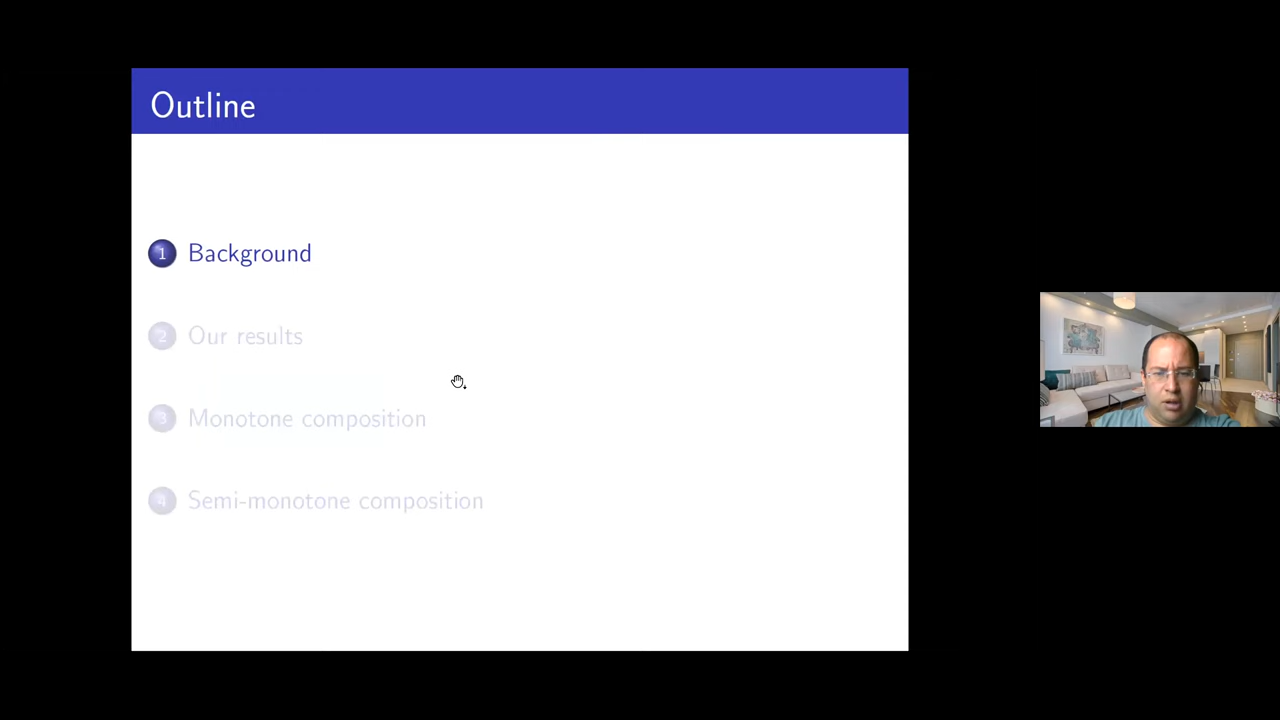 Outline
1 Background
2 Our results
3 Monotone composition
4 Semi-monotone composition